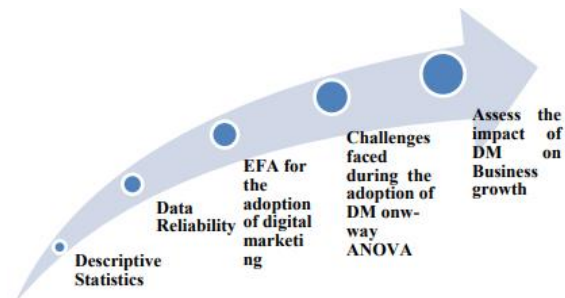 Descriptive
Statistics
Data
Reliability
EFA for
the
adoption
of digital
marketi
ng
Challenges
faced
during the
adoption of
DM onw-
way
ANOVA
Assess the
impact of
DM on
Business
growth